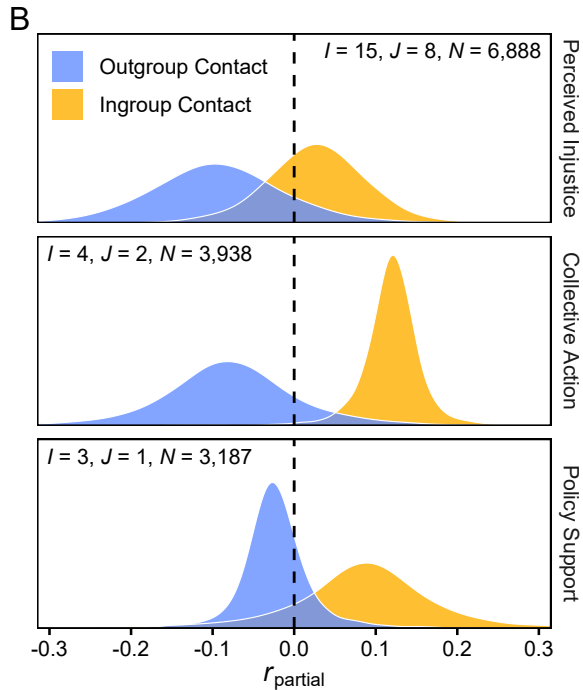 B
I = 15, J = 8, N = 6,888
Outgroup Contact
Ingroup Contact
Perceived Injustice
I = 4, J = 2, N = 3,938
Collective Action
I = 3, J = 1, N = 3,187
Policy Support
-0.3 -0.2 -0.1 0.0 0.1 0.2 0.3
r partial